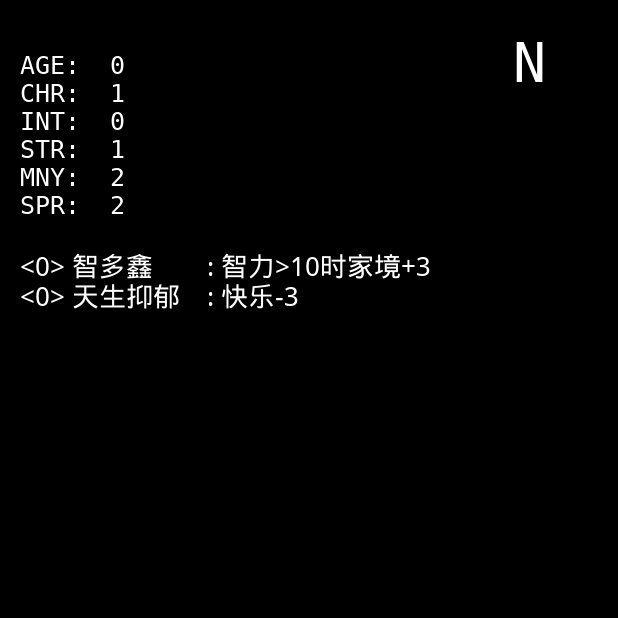 N
AGE: 0
CHR: 1
INT: 0
STR: 1
MNY: 2
SPR: 2
<0> 智多鑫 : 智力>10时家境+3
<0> 天生抑郁 : 快乐-3